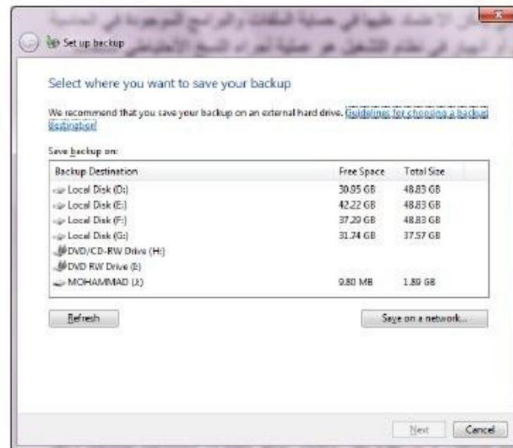 Set up backup
Select where you want to save your backup
We recommend that you save your backup on an external hard drive. Guidelines for choosing a backup
destination
Save backup on:
Backup Destination Free Space Total Size
Local Disk (D:) 30.95 GB 48.83 GB
Local Disk (E:) 42.22 GB 48.83 GB
Local Disk (F:) 37.29 GB 48.83 GB
Local Disk (G:) 31.74 GB 37.57 GB
DVD/CD-RW Drive (H:)
DVD RW Drive (I:)
MOHAMMAD (J:) 9.80 MB 1.89 GB
Refresh Save on a network...
Next Cancel